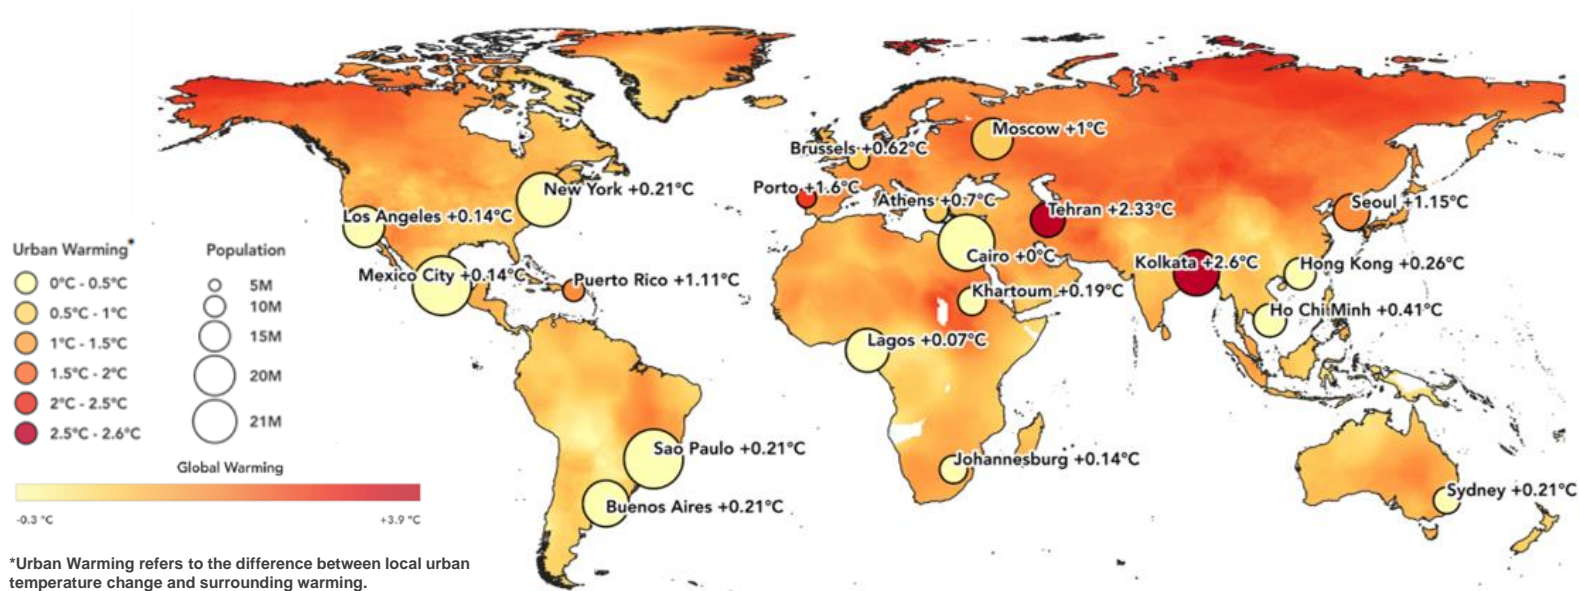 Moscow +1°C
Brussels +0.62°C
New York +0.21°C
Porto +1.6°C
Athens +0.7°C
Tehran +2.33°C
Seoul +1.15°C
Los Angeles +0.14°C
Cairo +0°C
Kolkata +2.6°C
Hong Kong +0.26°C
Mexico City +0.14°C
Puerto Rico +1.11°C
Khartoum +0.19°C
Ho Chi Minh +0.41°C
Lagos +0.07°C
Sao Paulo +0.21°C
Johannesburg +0.14°C
Buenos Aires +0.21°C
Sydney +0.21°C
Urban Warming*
0°C - 0.5°C
0.5°C - 1°C
1°C - 1.5°C
1.5°C - 2°C
2°C - 2.5°C
2.5°C - 2.6°C
Population
5M
10M
15M
20M
21M
Global Warming
-0.3 °C
+3.9 °C
*Urban Warming refers to the difference between local urban
temperature change and surrounding warming.